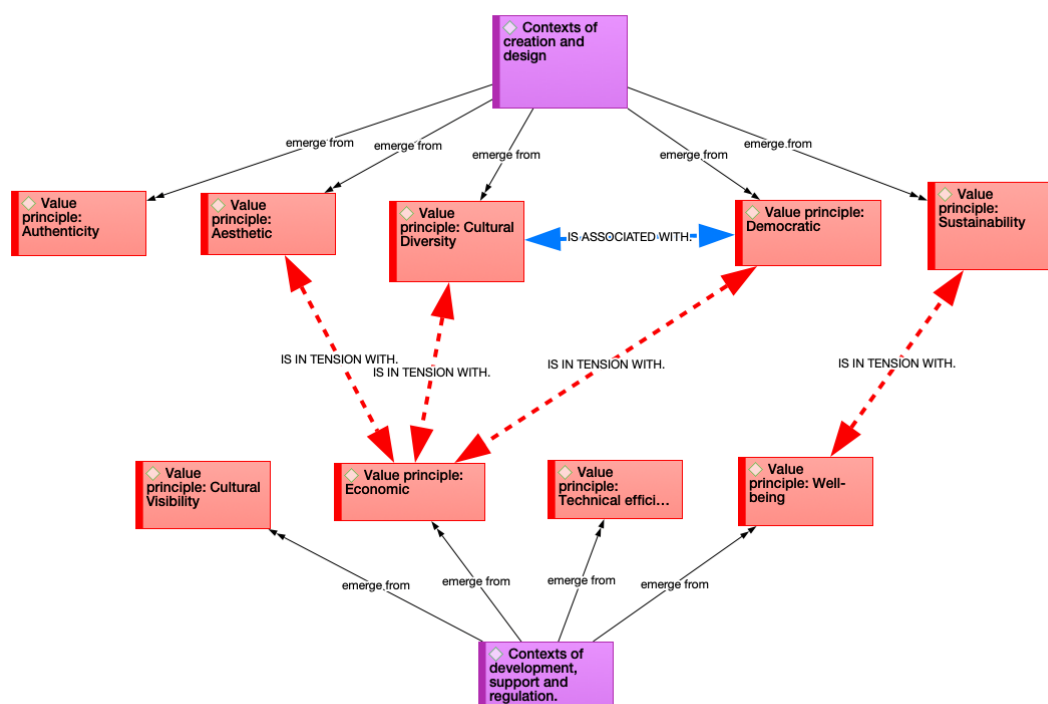 Contexts of
creation and
design
emerge from
emerge from
emerge from
emerge from
emerge from
Value
principle:
Authenticity
Value
principle:
Aesthetic
Value
principle: Cultural
Diversity
IS ASSOCIATED WITH.
Value principle:
Democratic
Value
principle:
Sustainability
IS IN TENSION WITH.
IS IN TENSION WITH.
IS IN TENSION WITH.
IS IN TENSION WITH.
Value
principle: Cultural
Visibility
Value principle:
Economic
Value
principle:
Technical effici...
Value
principle: Well-
being
emerge from
emerge from
emerge from
emerge from
Contexts of
development,
support and
regulation.